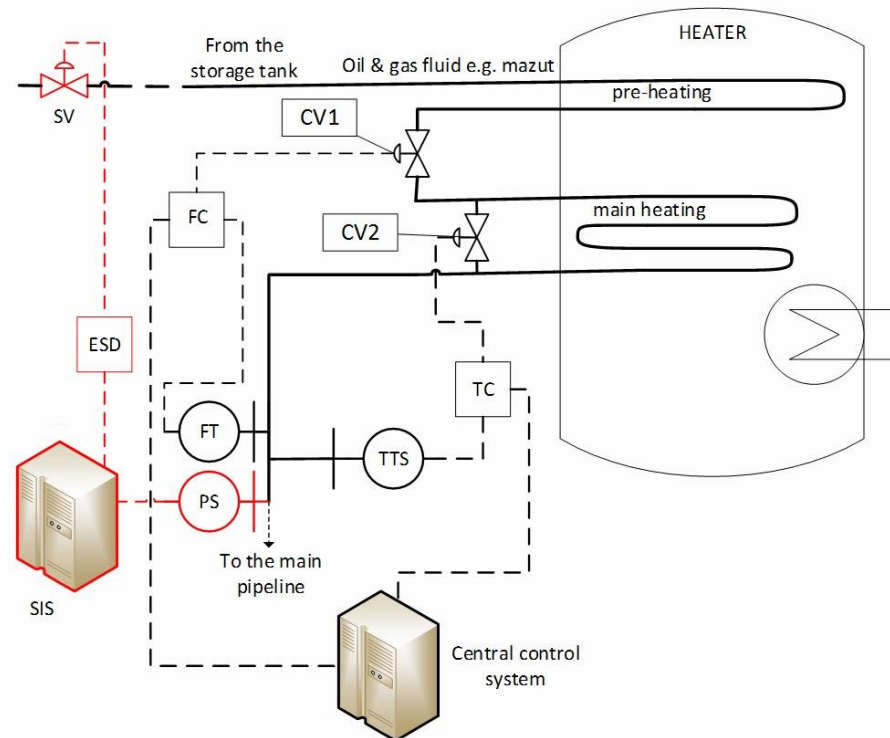 HEATER
From the
storage tank
Oil & gas fluid e.g. mazut
pre-heating
SV
CV1
FC
main heating
CV2
ESD
TC
FT
TTS
PS
To the main
pipeline
SIS
Central control
system